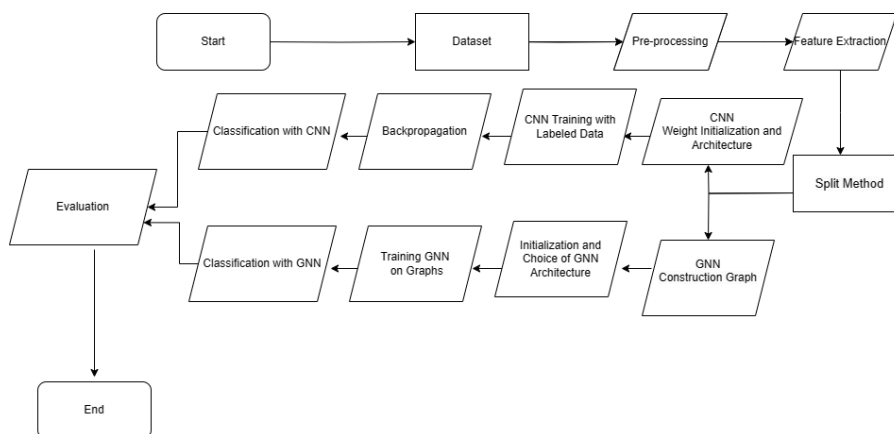 Start
Dataset
Pre-processing
Feature Extraction
Split Method
CNN
Weight Initialization and
Architecture
CNN Training with
Labeled Data
Backpropagation
Classification with CNN
GNN
Construction Graph
Initialization and
Choice of GNN
Architecture
Training GNN
on Graphs
Classification with GNN
Evaluation
End